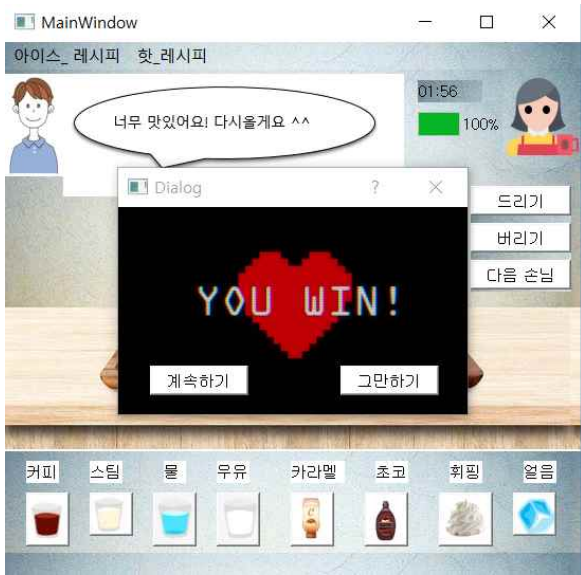 MainWindow
아이스_레시피 핫_레시피
너무 맛있어요! 다시올게요 ^^
01:56
100%
Dialog ?
YOU WIN!
계속하기 그만하기
드리기
버리기
다음 손님
커피 스팀 물 우유 카라멜 초코 휘핑 얼음
C